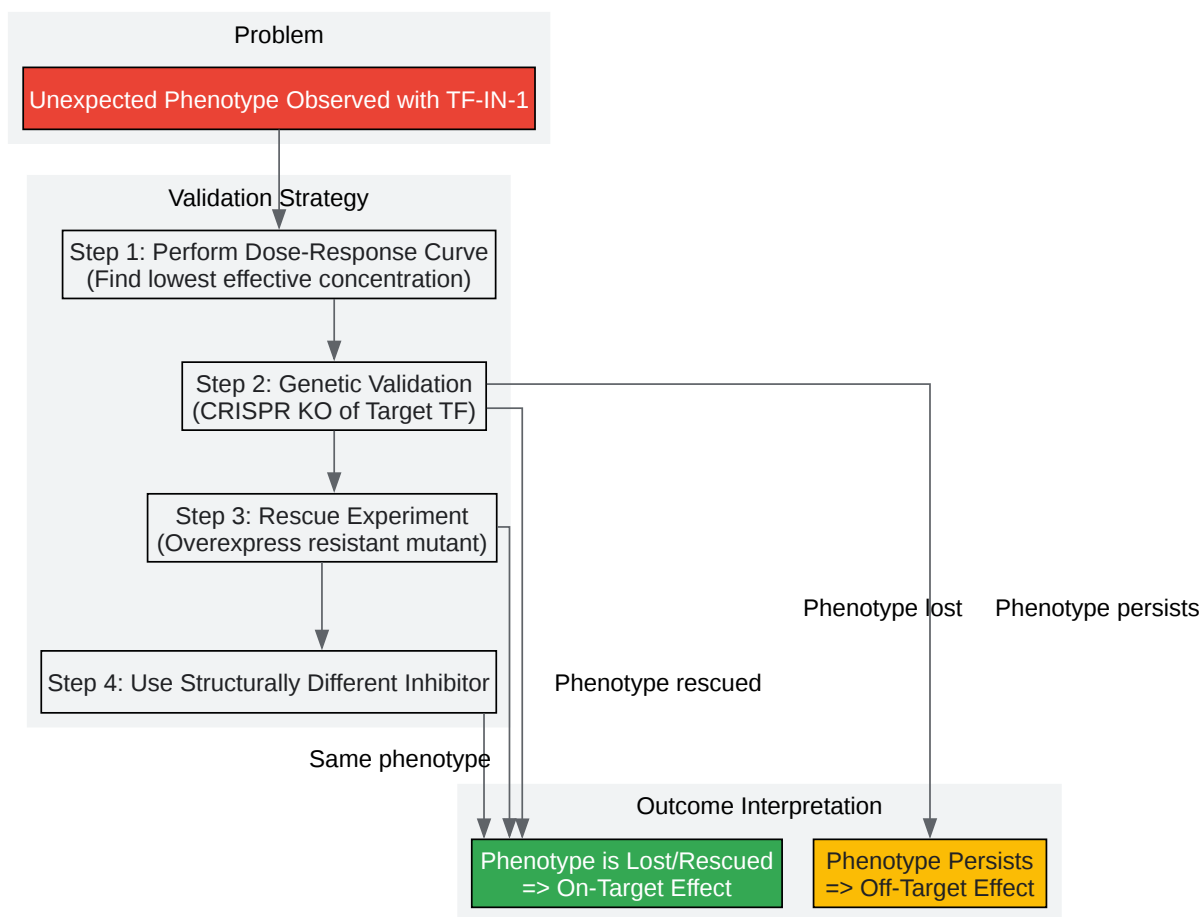 Problem
Unexpected Phenotype Observed with TF-IN-1
Validation Strategy
Step 1: Perform Dose-Response Curve
(Find lowest effective concentration)
Step 2: Genetic Validation
(CRISPR KO of Target TF)
Step 3: Rescue Experiment
(Overexpress resistant mutant)
Phenotype lost
Phenotype persists
Step 4: Use Structurally Different Inhibitor
Phenotype rescued
Same phenotype
Outcome Interpretation
Phenotype is Lost/Rescued
=> On-Target Effect
Phenotype Persists
=> Off-Target Effect